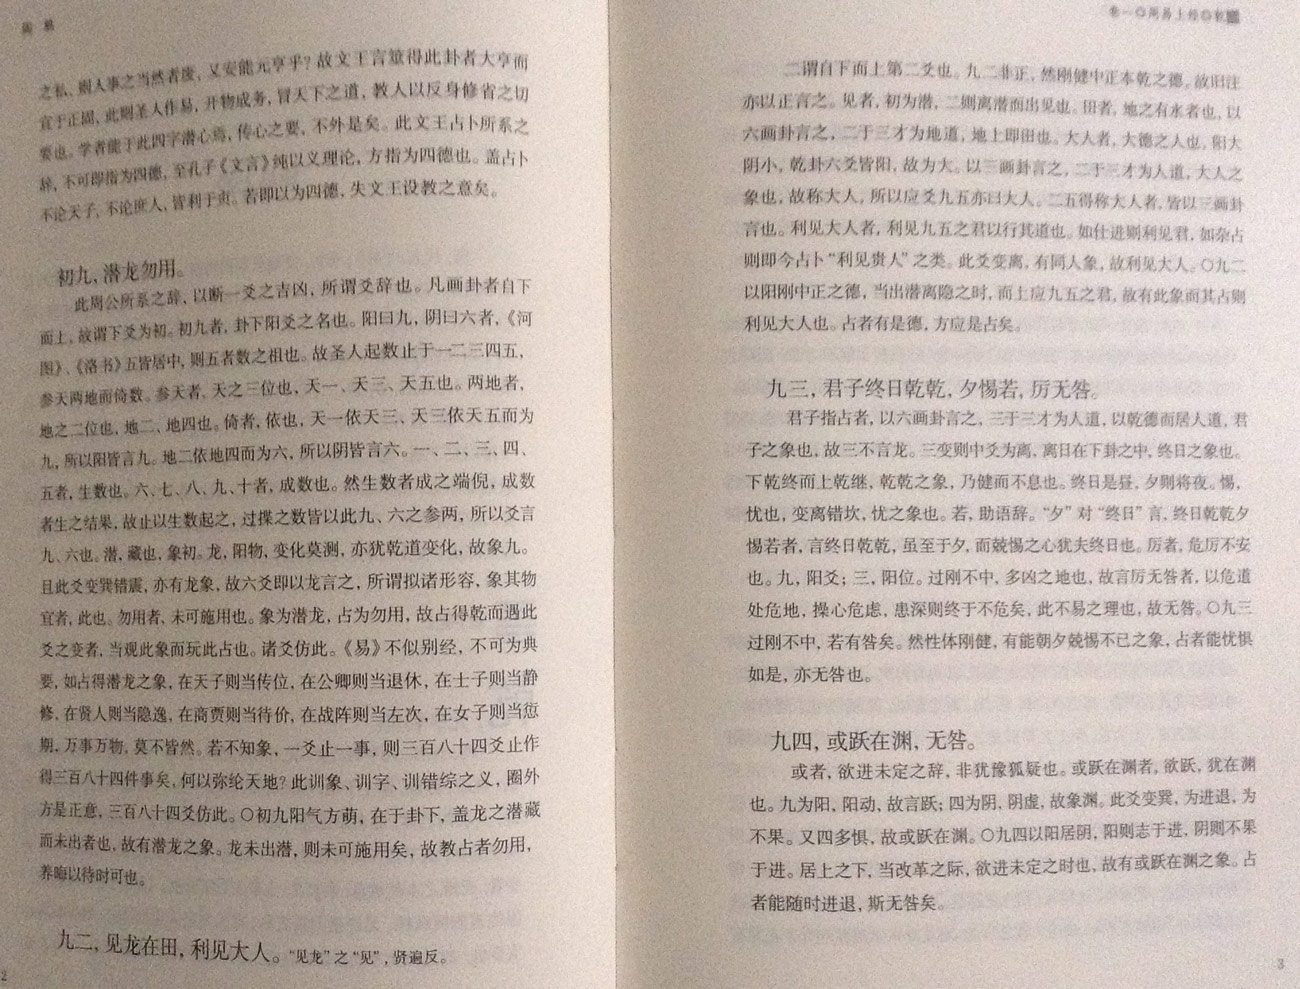 周 易
之私，则人事之当然者废，又安能元亨乎？故文王言筮得此卦者大亨而
宜于正固，此则圣人作易，开物成务，冒天下之道，教人以反身修省之切
要也。学者能于此四字潜心焉，传心之要，不外是矣。此文王占卜所系之
辞，不可即指为四德，至孔子《文言》纯以义理论，方指为四德也。盖占卜
不论天子，不论庶人，皆利于贞。若即以为四德，失文王设教之意矣。
初九，潜龙勿用。
此周公所系之辞，以断一爻之吉凶，所谓爻辞也。凡画卦者自下
而上，故谓下爻为初。初九者，卦下阳爻之名也。阳曰九，阴曰六者，《河
图》、《洛书》五皆居中，则五者数之祖也。故圣人起数止于一二三四五，
参天两地而倚数。参天者，天之三位也，天一、天三、天五也。两地者，
地之二位也，地二、地四也。倚者，依也，天一依天三、天三依天五而为
九，所以阳皆言九。地二依地四而为六，所以阴皆言六。一、二、三、四、
五者，生数也。六、七、八、九、十者，成数也。然生数者成之端倪，成数
者生之结果，故止以生数起之，过揲之数皆以此九、六之参两，所以爻言
九、六也。潜，藏也，象初。龙，阳物，变化莫测，亦犹乾道变化，故象九。
且此爻变巽错震，亦有龙象，故六爻即以龙言之，所谓拟诸形容，象其物
宜者，此也。勿用者，未可施用也。象为潜龙，占为勿用，故占得乾而遇此
爻之变者，当观此象而玩此占也。诸爻仿此。《易》不似别经，不可为典
要，如占得潜龙之象，在天子则当传位，在公卿则当退休，在士子则当静
修，在贤人则当隐逸，在商贾则当待价，在战阵则当左次，在女子则当愆
期，万事万物，莫不皆然。若不知象，一爻止一事，则三百八十四爻止作
得三百八十四件事矣，何以弥纶天地？此训象、训字、训错综之义，圈外
方是正意，三百八十四爻仿此。○初九阳气方萌，在于卦下，盖龙之潜藏
而未出者也，故有潜龙之象。龙未出潜，则未可施用矣，故教占者勿用，
养晦以待时可也。
九二，见龙在田，利见大人。“见龙”之“见”，贤遍反。
2
卷一○周易上经○乾
二谓自下而上第二爻也。九二非正，然刚健中正本乾之德，故旧注
亦以正言之。见者，初为潜，二则离潜而出见也。田者，地之有水者也，以
六画卦言之，二于三才为地道，地上即田也。大人者，大德之人也，阳大
阴小，乾卦六爻皆阳，故为大。以三画卦言之，二于三才为人道，大人之
象也，故称大人，所以应爻九五亦曰大人。二五得称大人者，皆以三画卦
言也。利见大人者，利见九五之君以行其道也。如仕进则利见君，如杂占
则即今占卜“利见贵人”之类。此爻变离，有同人象，故利见大人。○九二
以阳刚中正之德，当出潜离隐之时，而上应九五之君，故有此象而其占则
利见大人也。占者有是德，方应是占矣。
九三，君子终日乾乾，夕惕若，厉无咎。
君子指占者，以六画卦言之，三于三才为人道，以乾德而居人道，君
子之象也，故三不言龙。三变则中爻为离，离日在下卦之中，终日之象也。
下乾终而上乾继，乾乾之象，乃健而不息也。终日是昼，夕则将夜。惕，
忧也，变离错坎，忧之象也。若，助语辞。“夕”对“终日”言，终日乾乾夕
惕若者，言终日乾乾，虽至于夕，而兢惕之心犹夫终日也。厉者，危厉不安
也。九，阳爻；三，阳位。过刚不中，多凶之地也，故言厉无咎者，以危道
处危地，操心危虑，患深则终于不危矣，此不易之理也，故无咎。○九三
过刚不中，若有咎矣。然性体刚健，有能朝夕兢惕不已之象，占者能忧惧
如是，亦无咎也。
九四，或跃在渊，无咎。
或者，欲进未定之辞，非犹豫狐疑也。或跃在渊者，欲跃，犹在渊
也。九为阳，阳动，故言跃；四为阴，阴虚，故象渊。此爻变巽，为进退，为
不果。又四多惧，故或跃在渊。○九四以阳居阴，阳则志于进，阴则不果
于进。居上之下，当改革之际，欲进未定之时也，故有或跃在渊之象。占
者能随时进退，斯无咎矣。
3